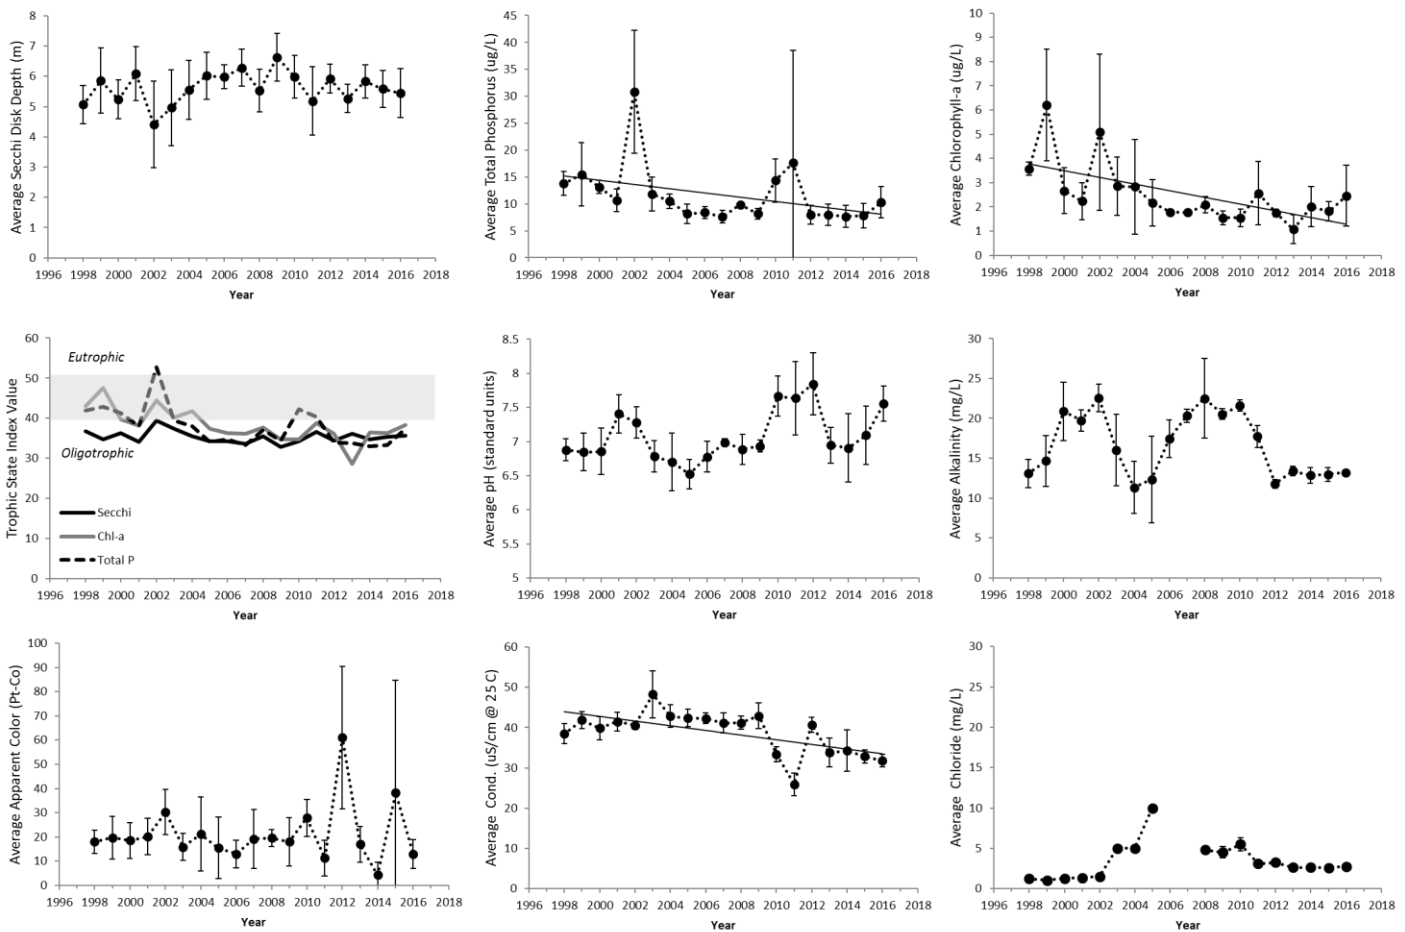 Average Secchi Disk Depth (m)
8
7
6
5
4
3
2
1
0
1996 1998 2000 2002 2004 2006 2008 2010 2012 2014 2016 2018
Year
Average Total Phosphorus (ug/L)
45
40
35
30
25
20
15
10
5
0
1996 1998 2000 2002 2004 2006 2008 2010 2012 2014 2016 2018
Year
Average Chlorophyll-a (ug/L)
10
9
8
7
6
5
4
3
2
1
0
1996 1998 2000 2002 2004 2006 2008 2010 2012 2014 2016 2018
Year
Trophic State Index Value
60
50
40
30
20
10
0
Eutrophic
Oligotrophic
Secchi
Chl-a
Total P
1996 1998 2000 2002 2004 2006 2008 2010 2012 2014 2016 2018
Year
Average pH (standard units)
8.5
8
7.5
7
6.5
6
5.5
5
1996 1998 2000 2002 2004 2006 2008 2010 2012 2014 2016 2018
Year
Average Alkalinity (mg/L)
30
25
20
15
10
5
0
1996 1998 2000 2002 2004 2006 2008 2010 2012 2014 2016 2018
Year
Average Apparent Color (Pt-Co)
100
90
80
70
60
50
40
30
20
10
0
1996 1998 2000 2002 2004 2006 2008 2010 2012 2014 2016 2018
Year
Average Cond. (uS/cm @ 25 C)
60
50
40
30
20
10
0
1996 1998 2000 2002 2004 2006 2008 2010 2012 2014 2016 2018
Year
Average Chloride (mg/L)
30
25
20
15
10
5
0
1996 1998 2000 2002 2004 2006 2008 2010 2012 2014 2016 2018
Year